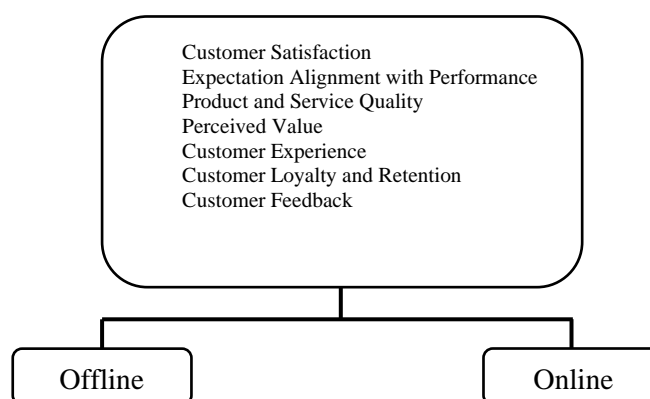 Customer Satisfaction
Expectation Alignment with Performance
Product and Service Quality
Perceived Value
Customer Experience
Customer Loyalty and Retention
Customer Feedback
Offline
Online